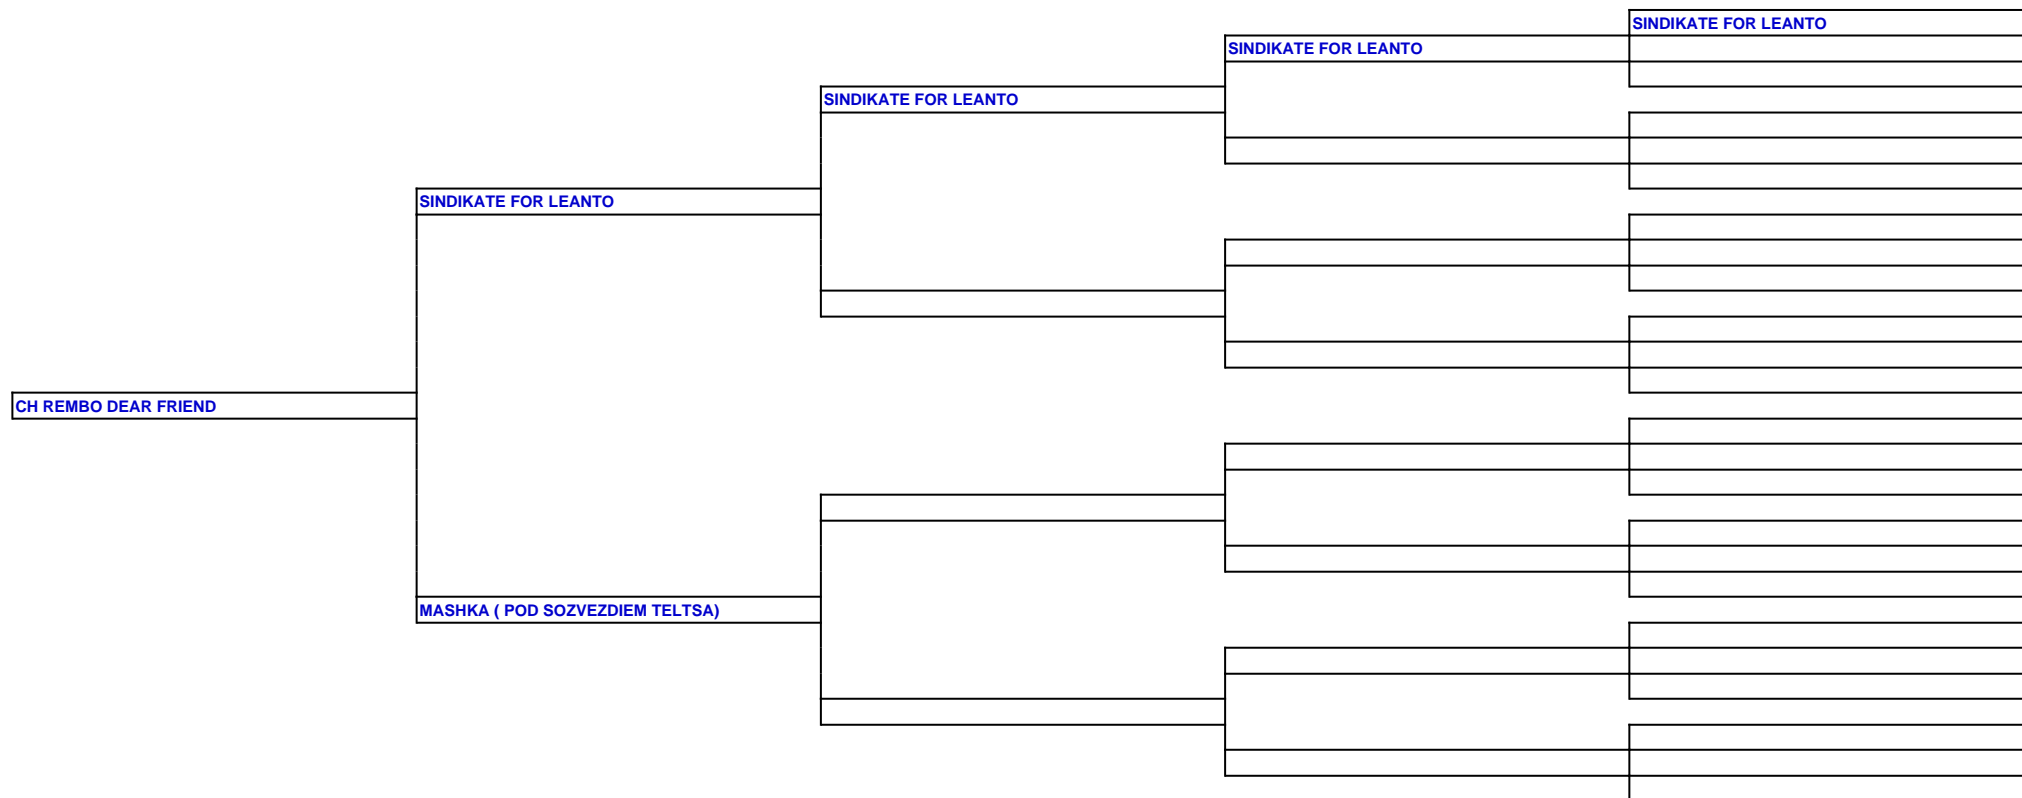 SINDIKATE FOR LEANTO
SINDIKATE FOR LEANTO
SINDIKATE FOR LEANTO
SINDIKATE FOR LEANTO
CH REMBO DEAR FRIEND
MASHKA ( POD SOZVEZDIEM TELTSA)